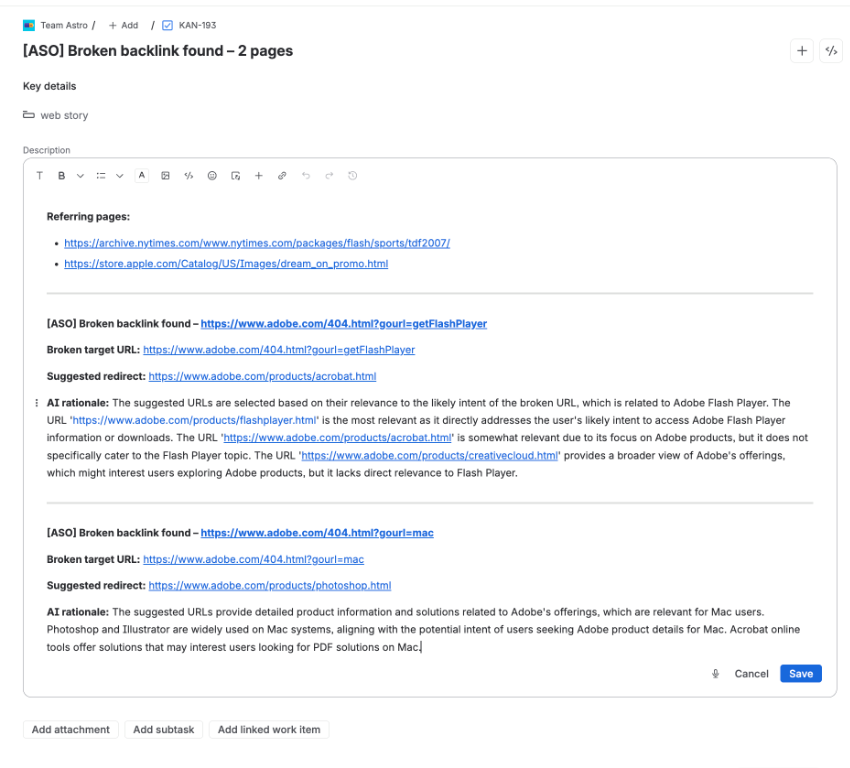 Team Astro / + Add / KAN-193
[ASO] Broken backlink found – 2 pages
Key details
web story
Description
T B A
Referring pages:
• https://archive.nytimes.com/www.nytimes.com/packages/flash/sports/tdf2007/
• https://store.apple.com/Catalog/US/Images/dream_on_promo.html
[ASO] Broken backlink found – https://www.adobe.com/404.html?gourl=getFlashPlayer
Broken target URL: https://www.adobe.com/404.html?gourl=getFlashPlayer
Suggested redirect: https://www.adobe.com/products/acrobat.html
AI rationale: The suggested URLs are selected based on their relevance to the likely intent of the broken URL, which is related to Adobe Flash Player. The
URL 'https://www.adobe.com/products/flashplayer.html' is the most relevant as it directly addresses the user's likely intent to access Adobe Flash Player
information or downloads. The URL 'https://www.adobe.com/products/acrobat.html' is somewhat relevant due to its focus on Adobe products, but it does not
specifically cater to the Flash Player topic. The URL 'https://www.adobe.com/products/creativecloud.html' provides a broader view of Adobe's offerings,
which might interest users exploring Adobe products, but it lacks direct relevance to Flash Player.
[ASO] Broken backlink found – https://www.adobe.com/404.html?gourl=mac
Broken target URL: https://www.adobe.com/404.html?gourl=mac
Suggested redirect: https://www.adobe.com/products/photoshop.html
AI rationale: The suggested URLs provide detailed product information and solutions related to Adobe's offerings, which are relevant for Mac users.
Photoshop and Illustrator are widely used on Mac systems, aligning with the potential intent of users seeking Adobe product details for Mac. Acrobat online
tools offer solutions that may interest users looking for PDF solutions on Mac.
Cancel Save
Add attachment Add subtask Add linked work item